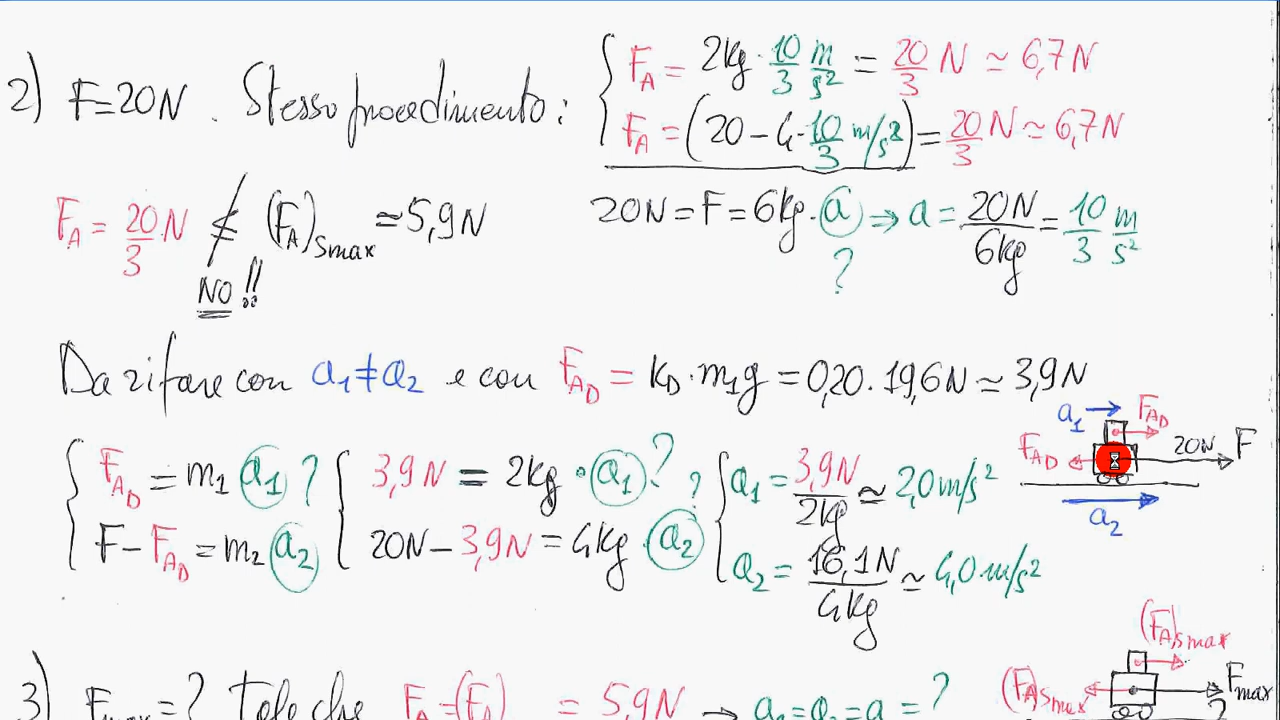 2) F=20N. Stesso procedimento: { F_A = 2kg · 10/3 m/s² = 20/3 N ≃ 6,7N
F_A = (20 - 4·10/3 m/s²) = 20/3 N ≃ 6,7N
F_A = 20/3 N ≮ (F_A)_Smax ≃ 5,9N
NO!!
20N = F = 6kg · a ⇒ a = 20N/6kg = 10/3 m/s²
?
Da rifare con a₁ ≠ a₂ e con F_AD = K_D · m₁g = 0,20 · 19,6N ≃ 3,9N
{ F_AD = m₁ a₁ ? { 3,9N = 2kg · a₁ ? { a₁ = 3,9N/2kg ≃ 2,0 m/s²
F - F_AD = m₂ a₂ 20N - 3,9N = 4kg · a₂ ? a₂ = 16,1N/4kg ≃ 4,0 m/s²
a₁ F_AD
F_AD 20N F
a₂
(F_A)_Smax
(F_A)_Smax F_max
?
3) F_max = ? Tale che F_A = (F_A) = 5,9N → a₁ = a₂ = a = ?